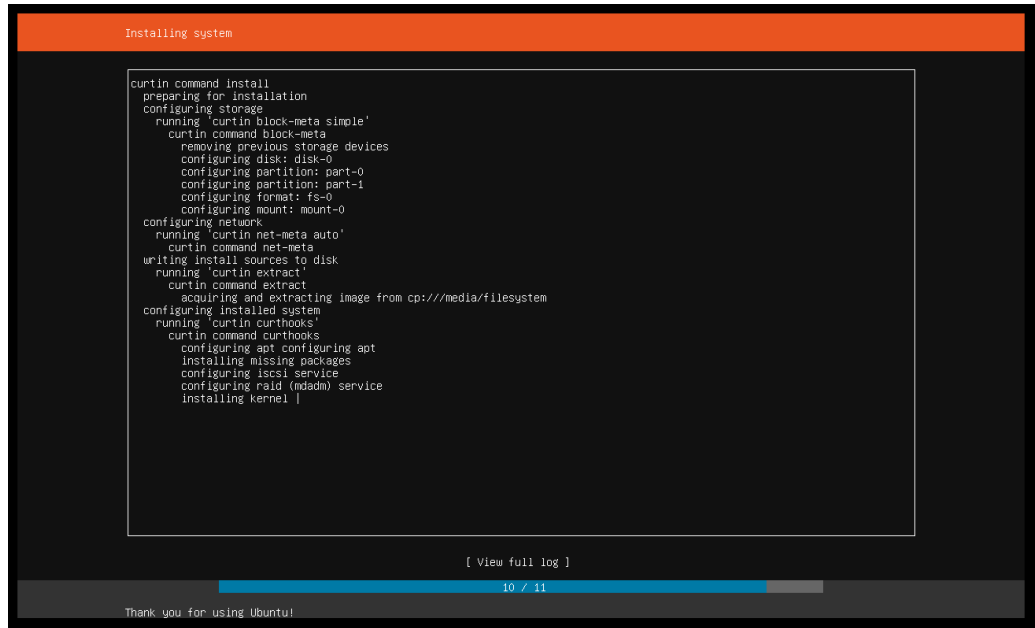 Installing system
curtin command install
preparing for installation
configuring storage
running 'curtin block-meta simple'
curtin command block-meta
removing previous storage devices
configuring disk: disk-0
configuring partition: part-0
configuring partition: part-1
configuring format: fs-0
configuring mount: mount-0
configuring network
running 'curtin net-meta auto'
curtin command net-meta
writing install sources to disk
running 'curtin extract'
curtin command extract
acquiring and extracting image from cp:///media/filesystem
configuring installed system
running 'curtin curthooks'
curtin command curthooks
configuring apt configuring apt
installing missing packages
configuring iscsi service
configuring raid (mdadm) service
installing kernel |
[ View full log ]
10 / 11
Thank you for using Ubuntu!